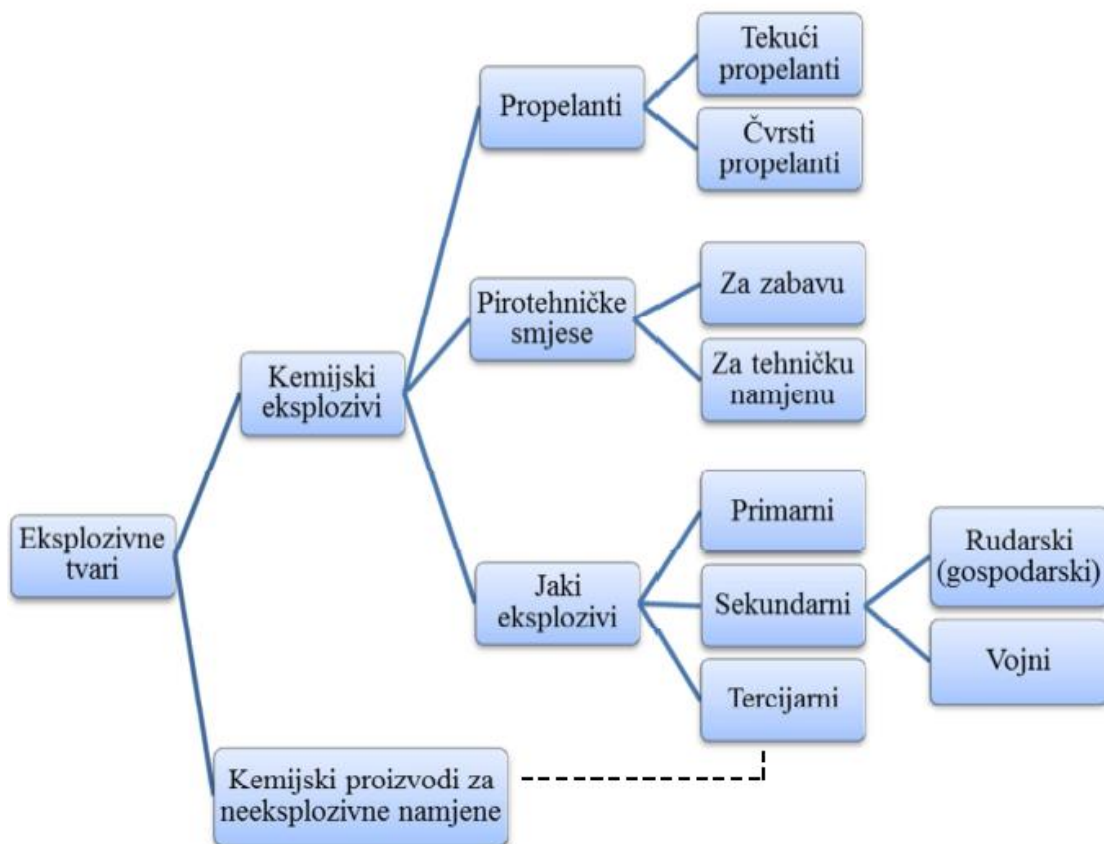 Tekući
propelanti
Propelanti
Čvrsti
propelanti
Za zabavu
Pirotehničke
smjese
Za tehničku
namjenu
Kemijski
eksplozivi
Primarni
Rudarski
(gospodarski)
Eksplozivne
tvari
Jaki
eksplozivi
Sekundarni
Vojni
Tercijarni
Kemijski proizvodi za
neeksplozivne namjene